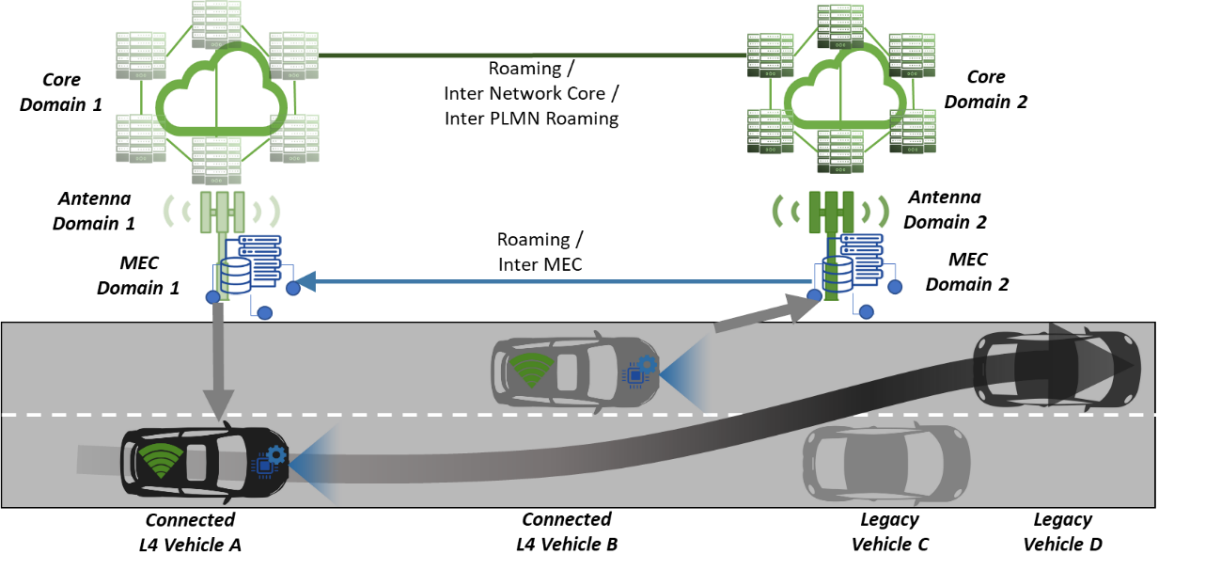 Core
Domain 1
Roaming /
Inter Network Core /
Inter PLMN Roaming
Core
Domain 2
Antenna
Domain 1
Antenna
Domain 2
MEC
Domain 1
Roaming /
Inter MEC
MEC
Domain 2
Connected
L4 Vehicle A
Connected
L4 Vehicle B
Legacy
Vehicle C
Legacy
Vehicle D